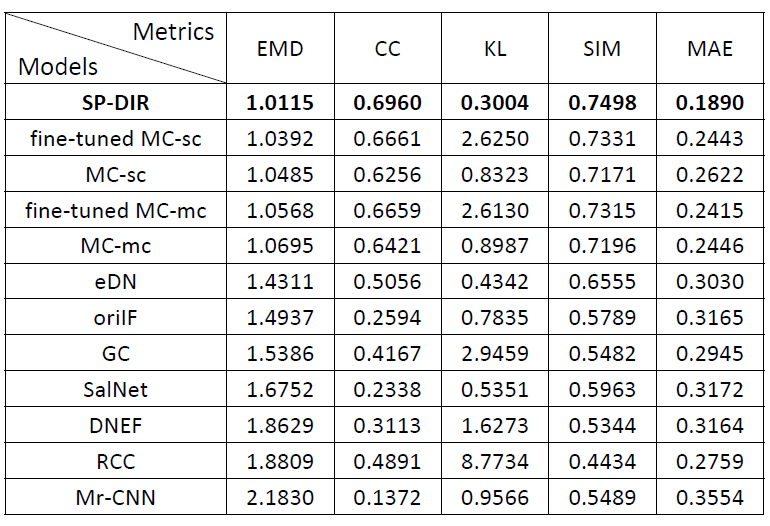 Metrics
Models
EMD CC KL SIM MAE
SP-DIR 1.0115 0.6960 0.3004 0.7498 0.1890
fine-tuned MC-sc 1.0392 0.6661 2.6250 0.7331 0.2443
MC-sc 1.0485 0.6256 0.8323 0.7171 0.2622
fine-tuned MC-mc 1.0568 0.6659 2.6130 0.7315 0.2415
MC-mc 1.0695 0.6421 0.8987 0.7196 0.2446
eDN 1.4311 0.5056 0.4342 0.6555 0.3030
oriIF 1.4937 0.2594 0.7835 0.5789 0.3165
GC 1.5386 0.4167 2.9459 0.5482 0.2945
SalNet 1.6752 0.2338 0.5351 0.5963 0.3172
DNEF 1.8629 0.3113 1.6273 0.5344 0.3164
RCC 1.8809 0.4891 8.7734 0.4434 0.2759
Mr-CNN 2.1830 0.1372 0.9566 0.5489 0.3554